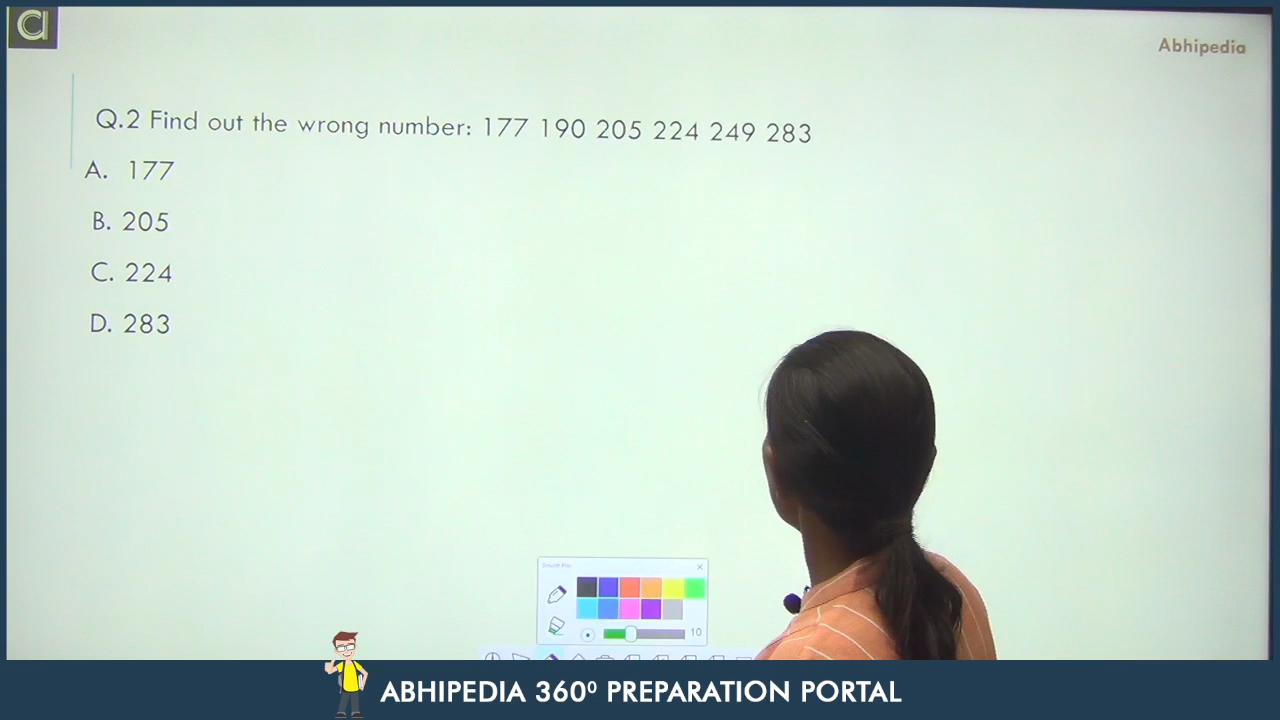 a
Abhipedia
Q.2 Find out the wrong number: 177 190 205 224 249 283
A. 177
B. 205
C. 224
D. 283
10
ABHIPEDIA 360⁰ PREPARATION PORTAL